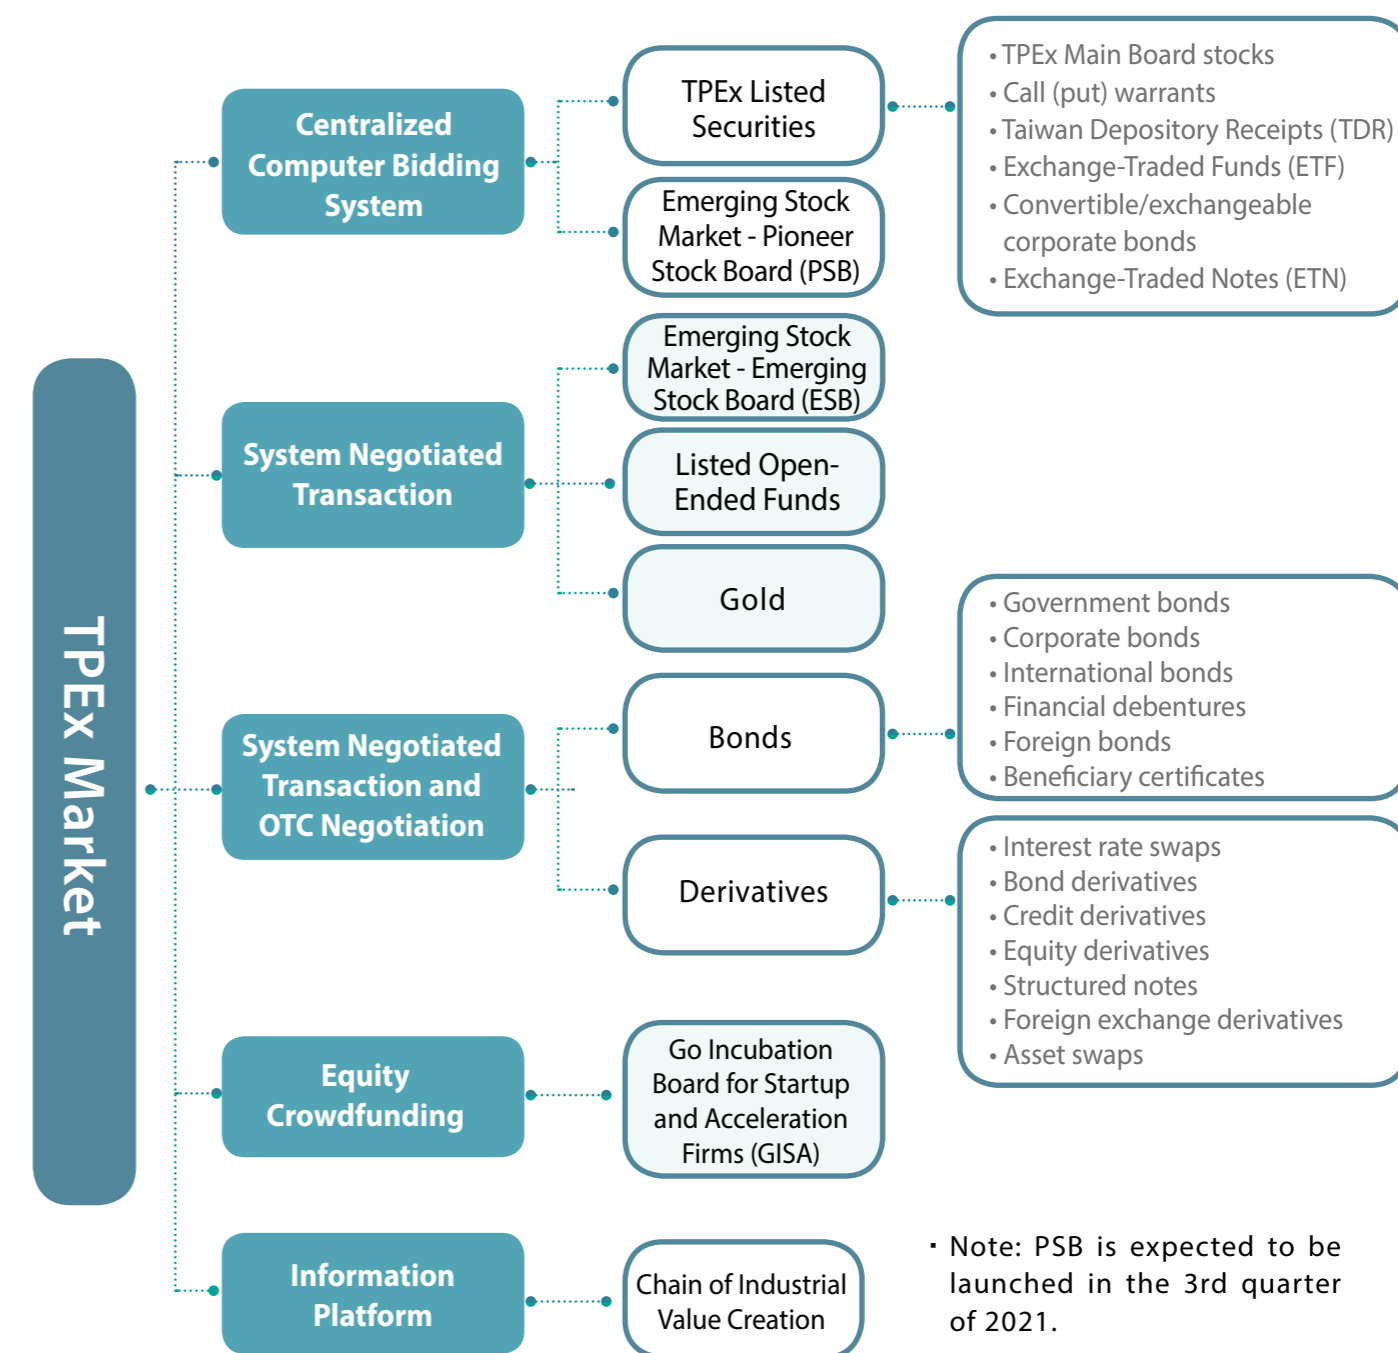 TPEx Market
Centralized
Computer Bidding
System
TPEx Listed
Securities
• TPEx Main Board stocks
• Call (put) warrants
• Taiwan Depository Receipts (TDR)
• Exchange-Traded Funds (ETF)
• Convertible/exchangeable
corporate bonds
• Exchange-Traded Notes (ETN)
Emerging Stock
Market - Pioneer
Stock Board (PSB)
System Negotiated
Transaction
Emerging Stock
Market - Emerging
Stock Board (ESB)
Listed Open-
Ended Funds
Gold
System Negotiated
Transaction and
OTC Negotiation
Bonds
• Government bonds
• Corporate bonds
• International bonds
• Financial debentures
• Foreign bonds
• Beneficiary certificates
Derivatives
• Interest rate swaps
• Bond derivatives
• Credit derivatives
• Equity derivatives
• Structured notes
• Foreign exchange derivatives
• Asset swaps
Equity
Crowdfunding
Go Incubation
Board for Startup
and Acceleration
Firms (GISA)
Information
Platform
Chain of Industrial
Value Creation
▪ Note: PSB is expected to be
launched in the 3rd quarter
of 2021.